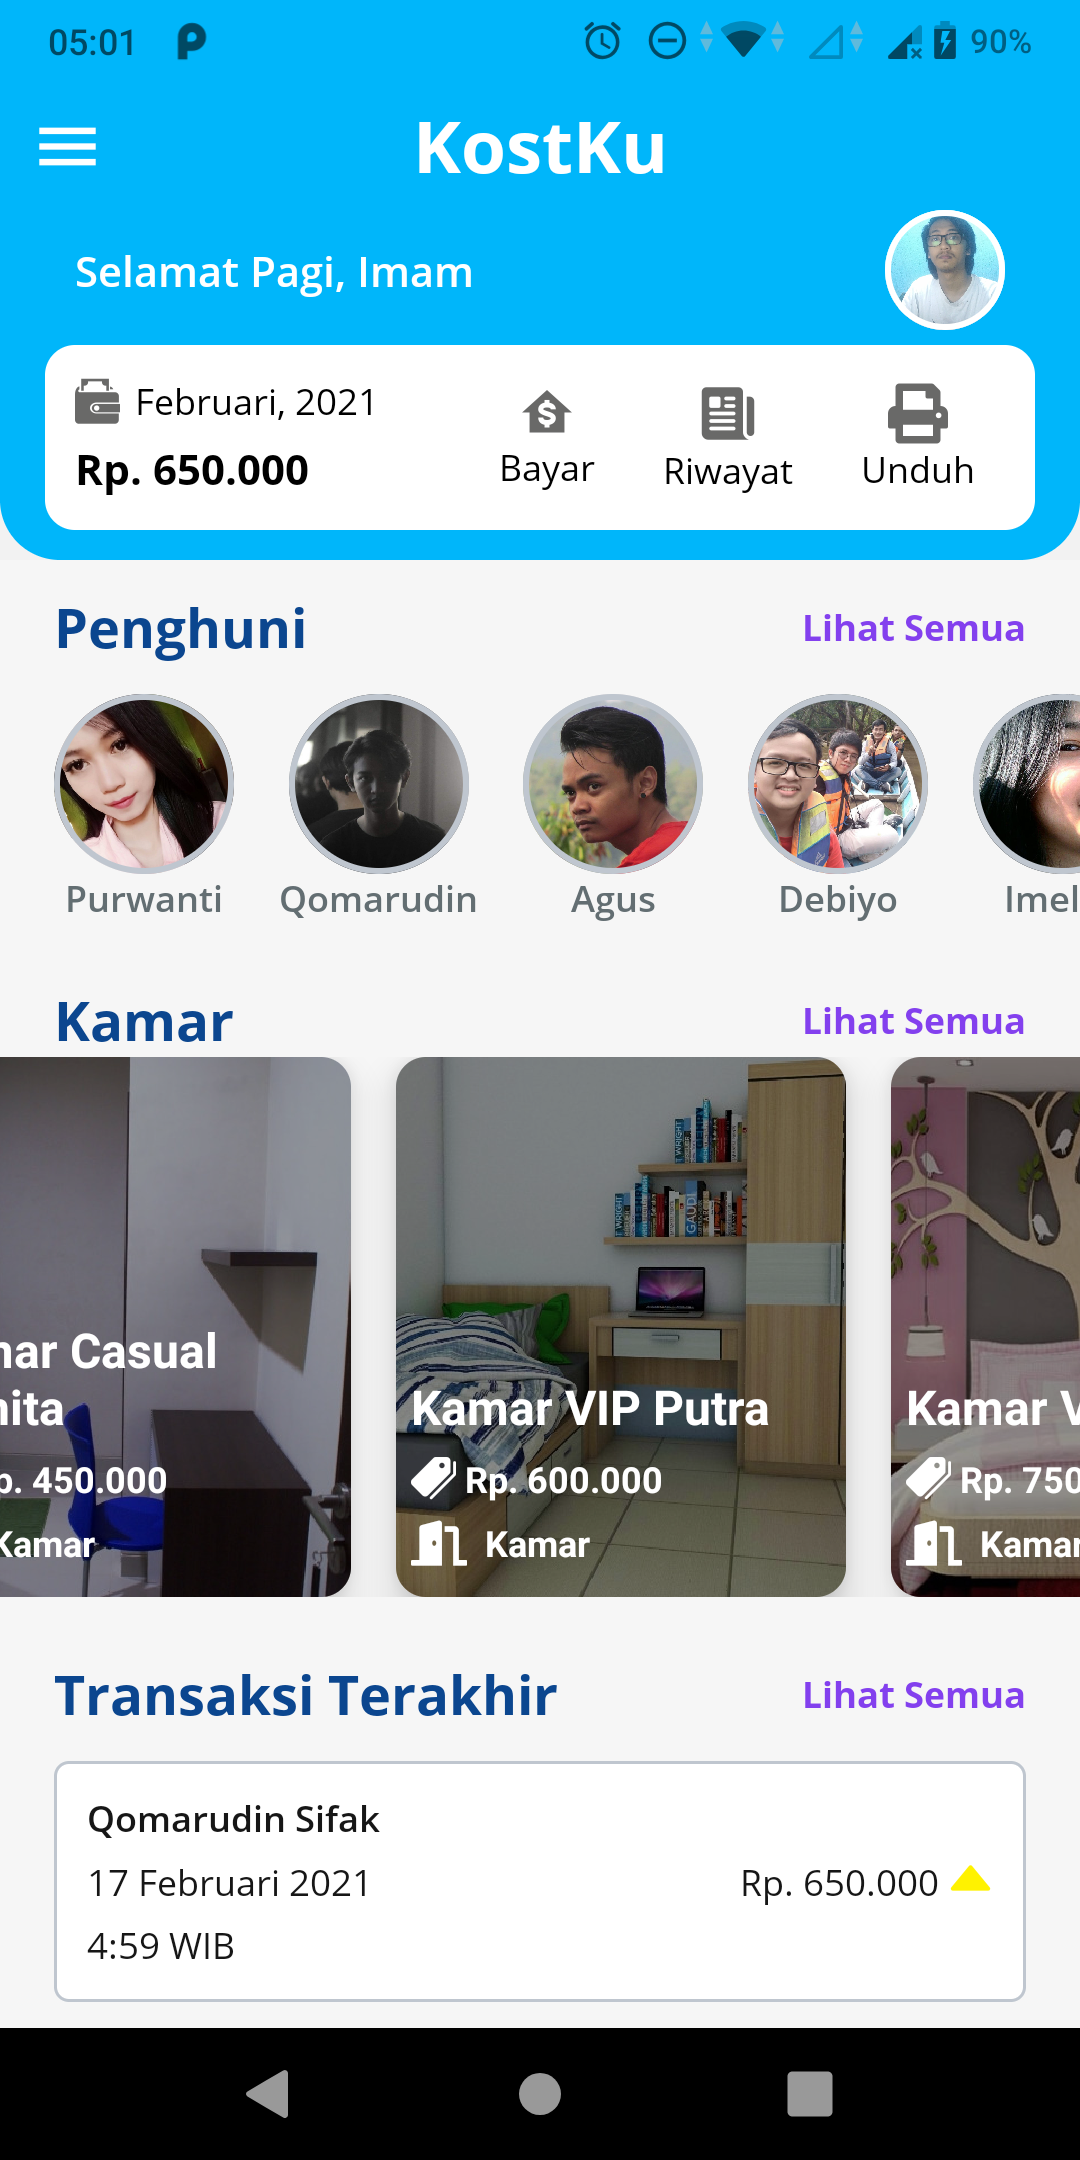 05:01
90%
KostKu
Selamat Pagi, Imam
Februari, 2021
Rp. 650.000
Bayar
Riwayat
Unduh
Penghuni
Lihat Semua
Purwanti
Qomarudin
Agus
Debiyo
Imel
Kamar
Lihat Semua
nar Casual
nita
p. 450.000
Kamar
GAUDI
Kamar VIP Putra
Rp. 600.000
Kamar
Kamar V
Rp. 750
Kamar
Transaksi Terakhir
Lihat Semua
Qomarudin Sifak
17 Februari 2021
Rp. 650.000
4:59 WIB